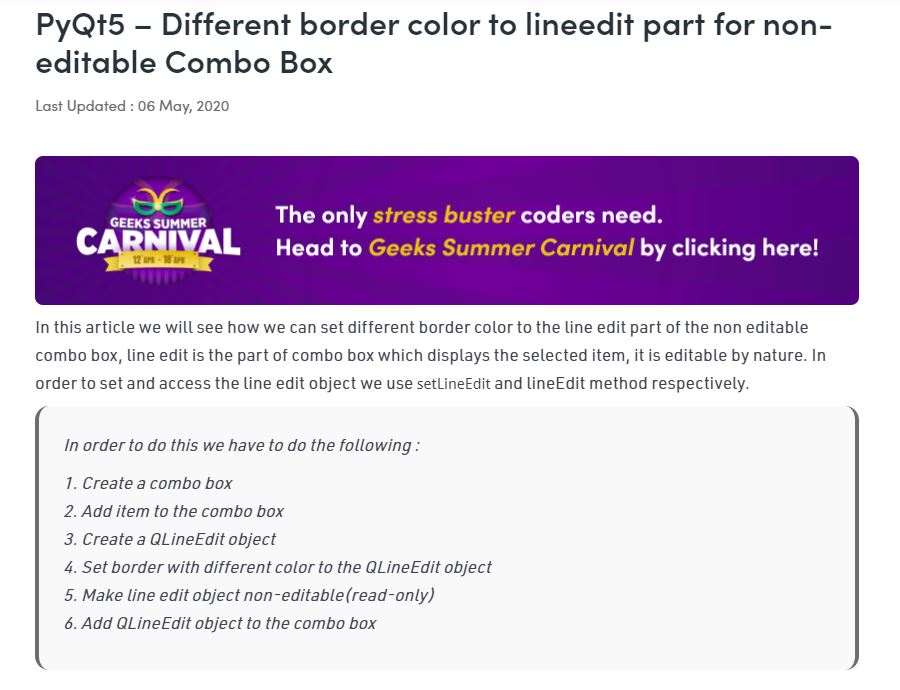 PyQt5 – Different border color to lineedit part for non-
editable Combo Box
Last Updated : 06 May, 2020
GEEKS SUMMER
CARNIVAL
12 APR - 18 APR
The only stress buster coders need.
Head to Geeks Summer Carnival by clicking here!
In this article we will see how we can set different border color to the line edit part of the non editable
combo box, line edit is the part of combo box which displays the selected item, it is editable by nature. In
order to set and access the line edit object we use setLineEdit and lineEdit method respectively.
In order to do this we have to do the following :
1. Create a combo box
2. Add item to the combo box
3. Create a QLineEdit object
4. Set border with different color to the QLineEdit object
5. Make line edit object non-editable(read-only)
6. Add QLineEdit object to the combo box